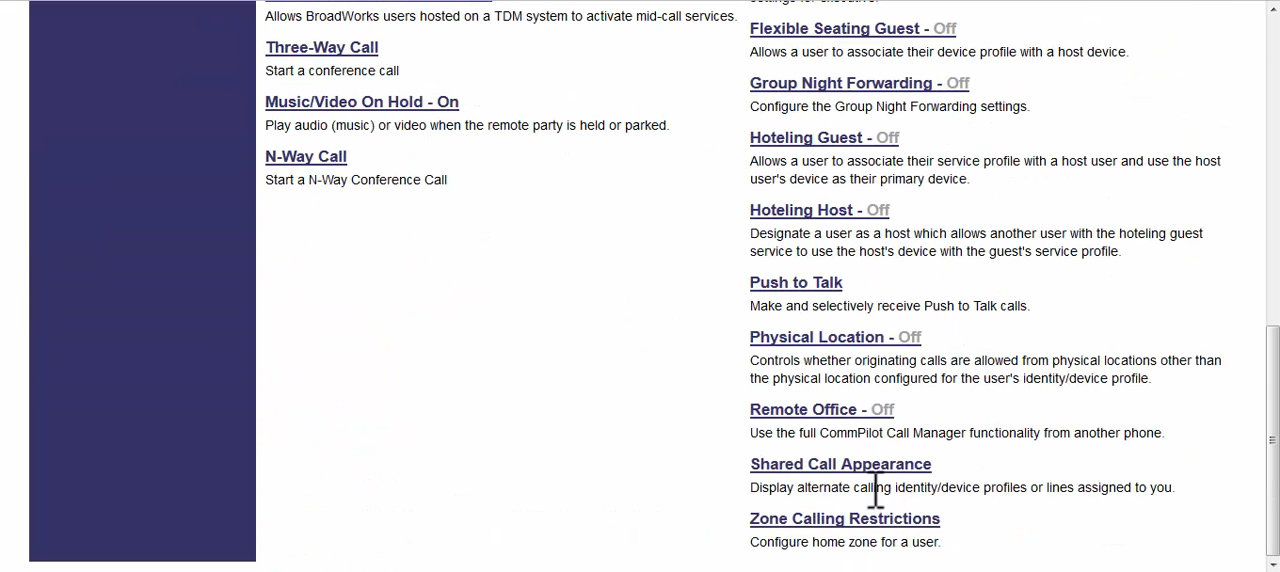 Allows BroadWorks users hosted on a TDM system to activate mid-call services.
Three-Way Call
Start a conference call
Music/Video On Hold - On
Play audio (music) or video when the remote party is held or parked.
N-Way Call
Start a N-Way Conference Call
Flexible Seating Guest - Off
Allows a user to associate their device profile with a host device.
Group Night Forwarding - Off
Configure the Group Night Forwarding settings.
Hoteling Guest - Off
Allows a user to associate their service profile with a host user and use the host
user's device as their primary device.
Hoteling Host - Off
Designate a user as a host which allows another user with the hoteling guest
service to use the host's device with the guest's service profile.
Push to Talk
Make and selectively receive Push to Talk calls.
Physical Location - Off
Controls whether originating calls are allowed from physical locations other than
the physical location configured for the user's identity/device profile.
Remote Office - Off
Use the full CommPilot Call Manager functionality from another phone.
Shared Call Appearance
Display alternate calling identity/device profiles or lines assigned to you.
Zone Calling Restrictions
Configure home zone for a user.